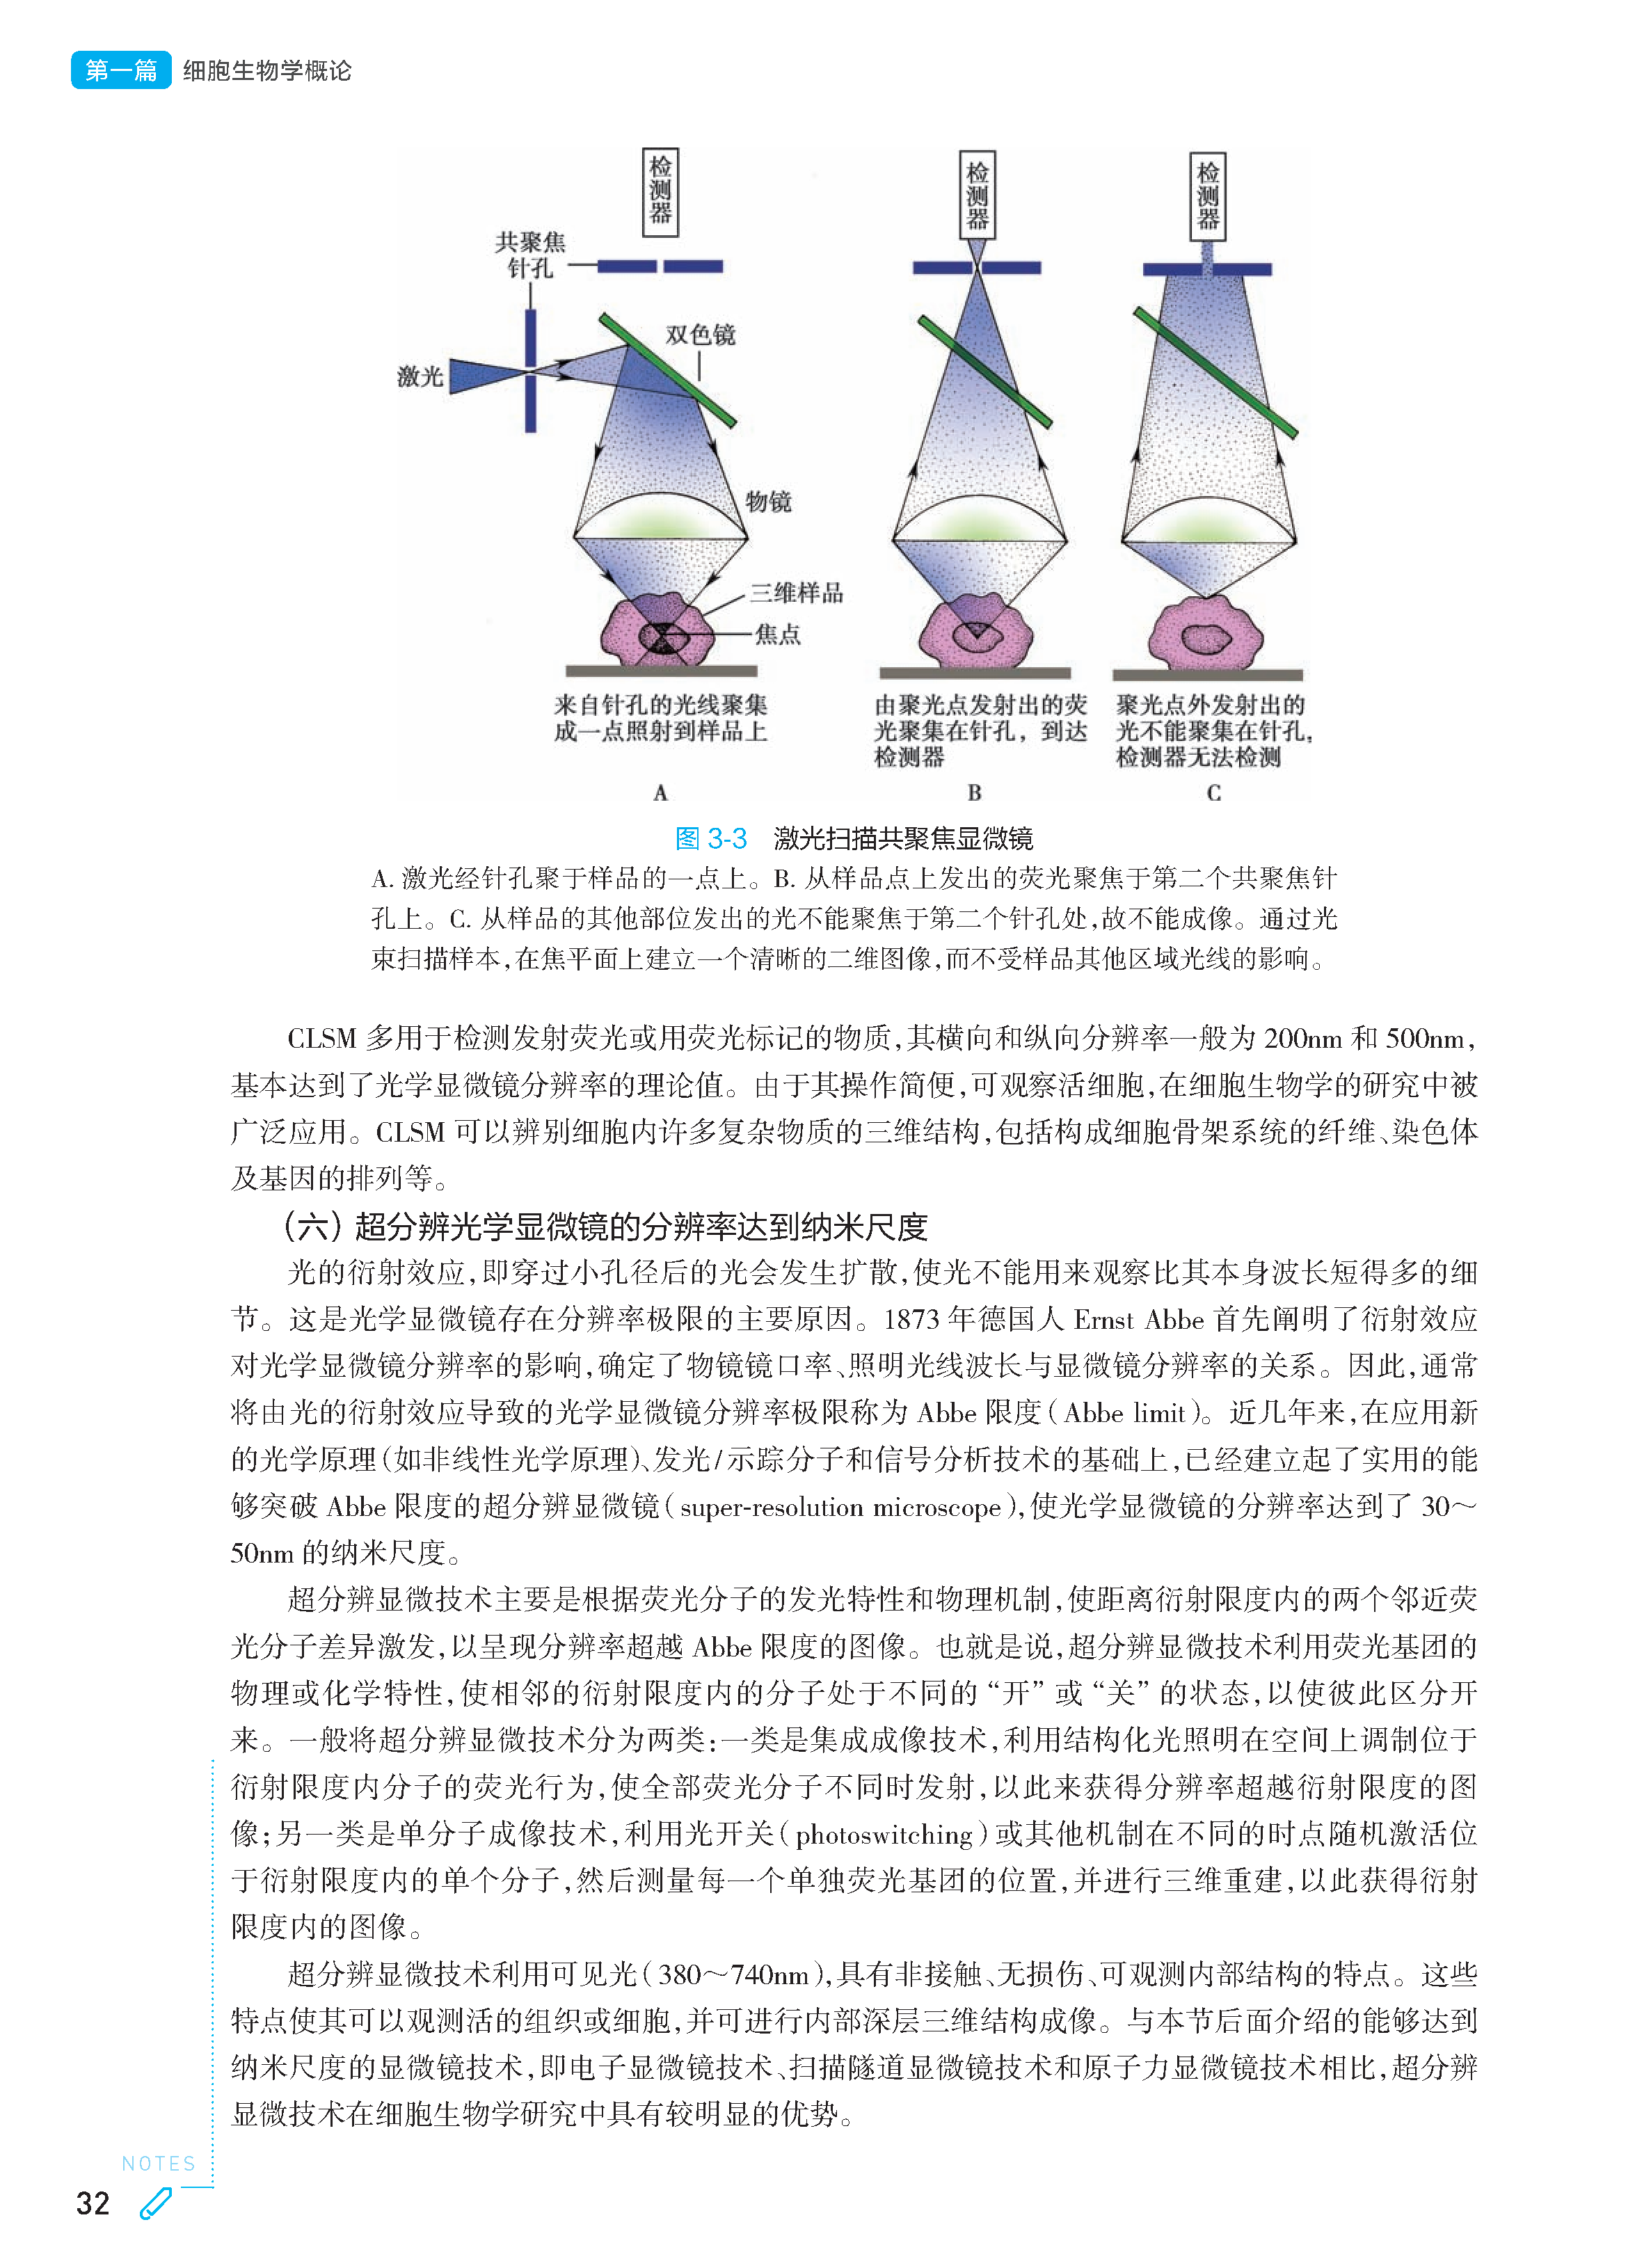 第一篇 细胞生物学概论
检测器
检测器
检测器
共聚焦
针孔
双色镜
激光
物镜
三维样品
焦点
来自针孔的光线聚集
成一点照射到样品上
由聚光点发射出的荧
光聚集在针孔，到达
检测器
聚光点外发射出的
光不能聚集在针孔，
检测器无法检测
A
B
C
图 3-3 激光扫描共聚焦显微镜
A. 激光经针孔聚于样品的一点上。B. 从样品点上发出的荧光聚焦于第二个共聚焦针
孔上。C. 从样品的其他部位发出的光不能聚焦于第二个针孔处，故不能成像。通过光
束扫描样本，在焦平面上建立一个清晰的二维图像，而不受样品其他区域光线的影响。
CLSM 多用于检测发射荧光或用荧光标记的物质，其横向和纵向分辨率一般为 200nm 和 500nm，
基本达到了光学显微镜分辨率的理论值。由于其操作简便，可观察活细胞，在细胞生物学的研究中被
广泛应用。CLSM 可以辨别细胞内许多复杂物质的三维结构，包括构成细胞骨架系统的纤维、染色体
及基因的排列等。
（六）超分辨光学显微镜的分辨率达到纳米尺度
光的衍射效应，即穿过小孔径后的光会发生扩散，使光不能用来观察比其本身波长短得多的细
节。这是光学显微镜存在分辨率极限的主要原因。1873 年德国人 Ernst Abbe 首先阐明了衍射效应
对光学显微镜分辨率的影响，确定了物镜镜口率、照明光线波长与显微镜分辨率的关系。因此，通常
将由光的衍射效应导致的光学显微镜分辨率极限称为 Abbe 限度（Abbe limit）。近几年来，在应用新
的光学原理（如非线性光学原理）、发光/示踪分子和信号分析技术的基础上，已经建立起了实用的能
够突破 Abbe 限度的超分辨显微镜（super-resolution microscope），使光学显微镜的分辨率达到了 30～
50nm 的纳米尺度。
超分辨显微技术主要是根据荧光分子的发光特性和物理机制，使距离衍射限度内的两个邻近荧
光分子差异激发，以呈现分辨率超越 Abbe 限度的图像。也就是说，超分辨显微技术利用荧光基团的
物理或化学特性，使相邻的衍射限度内的分子处于不同的“开”或“关”的状态，以使彼此区分开
来。一般将超分辨显微技术分为两类：一类是集成成像技术，利用结构化光照明在空间上调制位于
衍射限度内分子的荧光行为，使全部荧光分子不同时发射，以此来获得分辨率超越衍射限度的图
像；另一类是单分子成像技术，利用光开关（photoswitching）或其他机制在不同的时点随机激活位
于衍射限度内的单个分子，然后测量每一个单独荧光基团的位置，并进行三维重建，以此获得衍射
限度内的图像。
超分辨显微技术利用可见光（380～740nm），具有非接触、无损伤、可观测内部结构的特点。这些
特点使其可以观测活的组织或细胞，并可进行内部深层三维结构成像。与本节后面介绍的能够达到
纳米尺度的显微镜技术，即电子显微镜技术、扫描隧道显微镜技术和原子力显微镜技术相比，超分辨
显微技术在细胞生物学研究中具有较明显的优势。
NOTES
32